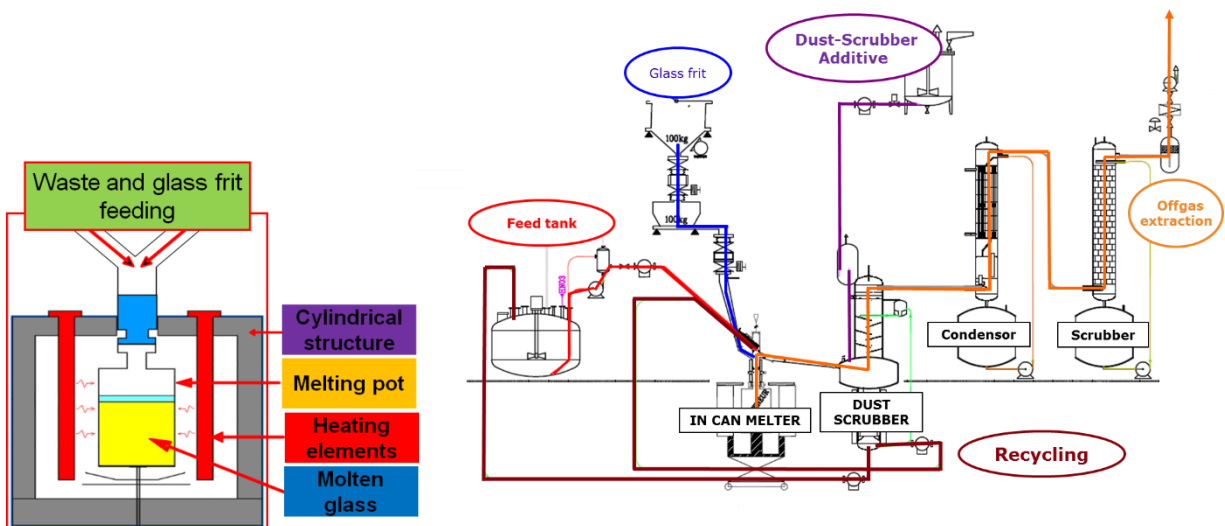 Waste and glass frit
feeding
Cylindrical
structure
Melting pot
Heating
elements
Molten
glass
Dust-Scrubber
Additive
Glass frit
100kg
100kg
Feed tank
Offgas
extraction
Condensor
Scrubber
IN CAN MELTER
DUST
SCRUBBER
Recycling